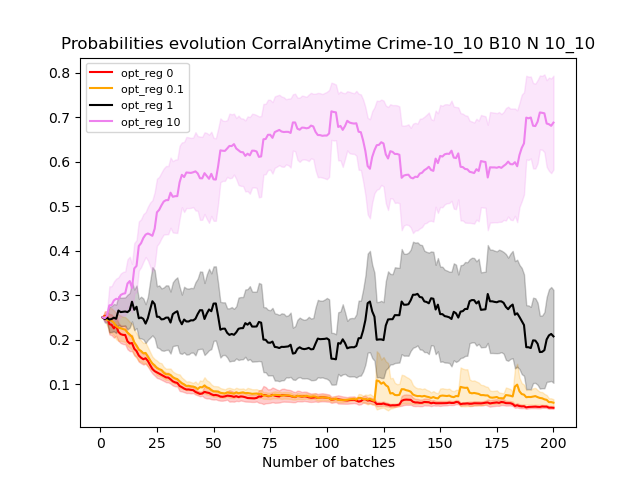 Probabilities evolution CorralAnytime Crime-10_10 B10 N 10_10
opt_reg 0
opt_reg 0.1
opt_reg 1
opt_reg 10
0.8
0.7
0.6
0.5
0.4
0.3
0.2
0.1
0 25 50 75 100 125 150 175 200
Number of batches